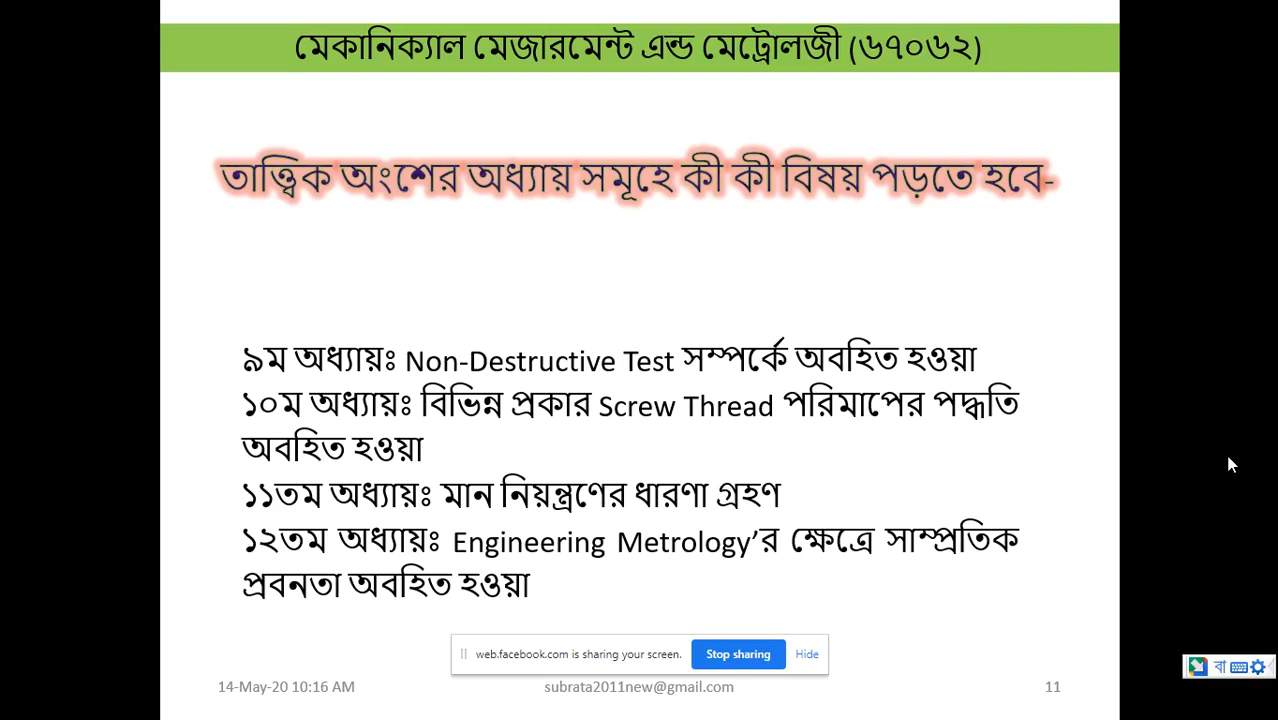 মেকানিক্যাল মেজারমেন্ট এন্ড মেট্রোলজী (৬৭০৬২)
তাত্ত্বিক অংশের অধ্যায় সমূহে কী কী বিষয় পড়তে হবে-
৯ম অধ্যায়ঃ Non-Destructive Test সম্পর্কে অবহিত হওয়া
১০ম অধ্যায়ঃ বিভিন্ন প্রকার Screw Thread পরিমাপের পদ্ধতি
অবহিত হওয়া
১১তম অধ্যায়ঃ মান নিয়ন্ত্রণের ধারণা গ্রহণ
১২তম অধ্যায়ঃ Engineering Metrology’র ক্ষেত্রে সাম্প্রতিক
প্রবনতা অবহিত হওয়া
web.facebook.com is sharing your screen. Stop sharing Hide
14-May-20 10:16 AM subrata2011new@gmail.com 11
বা